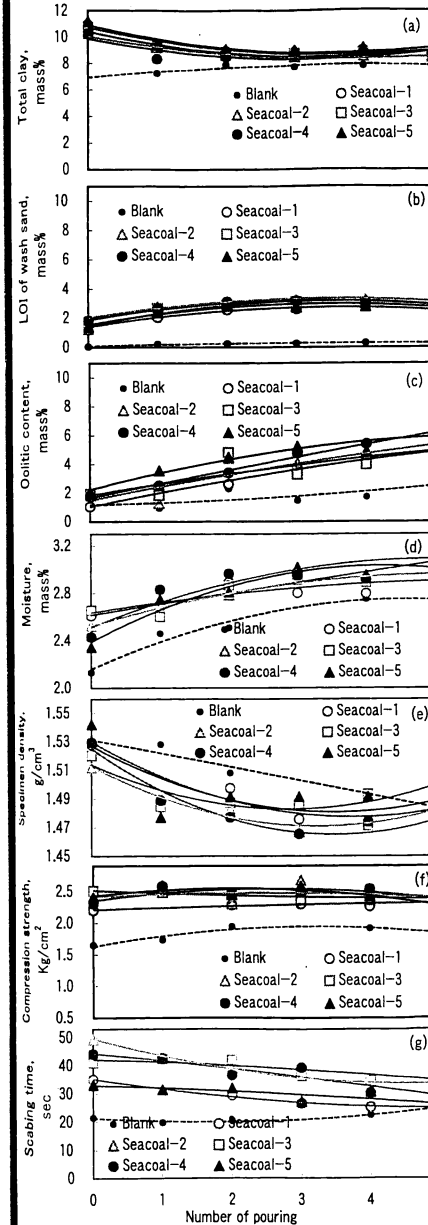 Total clay, mass%
12
10
8
6
4
2
0
(a)
Blank
Seacoal-1
Seacoal-2
Seacoal-3
Seacoal-4
Seacoal-5
LOI of wash sand, mass%
10
8
6
4
2
0
(b)
Blank
Seacoal-1
Seacoal-2
Seacoal-3
Seacoal-4
Seacoal-5
Oolitic content, mass%
10
8
6
4
2
0
(c)
Blank
Seacoal-1
Seacoal-2
Seacoal-3
Seacoal-4
Seacoal-5
Moisture, mass%
3.2
2.8
2.4
2.0
(d)
Blank
Seacoal-1
Seacoal-2
Seacoal-3
Seacoal-4
Seacoal-5
Specimen density, g/cm³
1.55
1.53
1.51
1.49
1.47
1.45
(e)
Blank
Seacoal-1
Seacoal-2
Seacoal-3
Seacoal-4
Seacoal-5
Compression strength, Kg/cm²
2.5
2.0
1.5
1.0
0.5
(f)
Blank
Seacoal-1
Seacoal-2
Seacoal-3
Seacoal-4
Seacoal-5
Scabing time, sec
50
40
30
20
10
0
(g)
Blank
Seacoal-1
Seacoal-2
Seacoal-3
Seacoal-4
Seacoal-5
0 1 2 3 4
Number of pouring